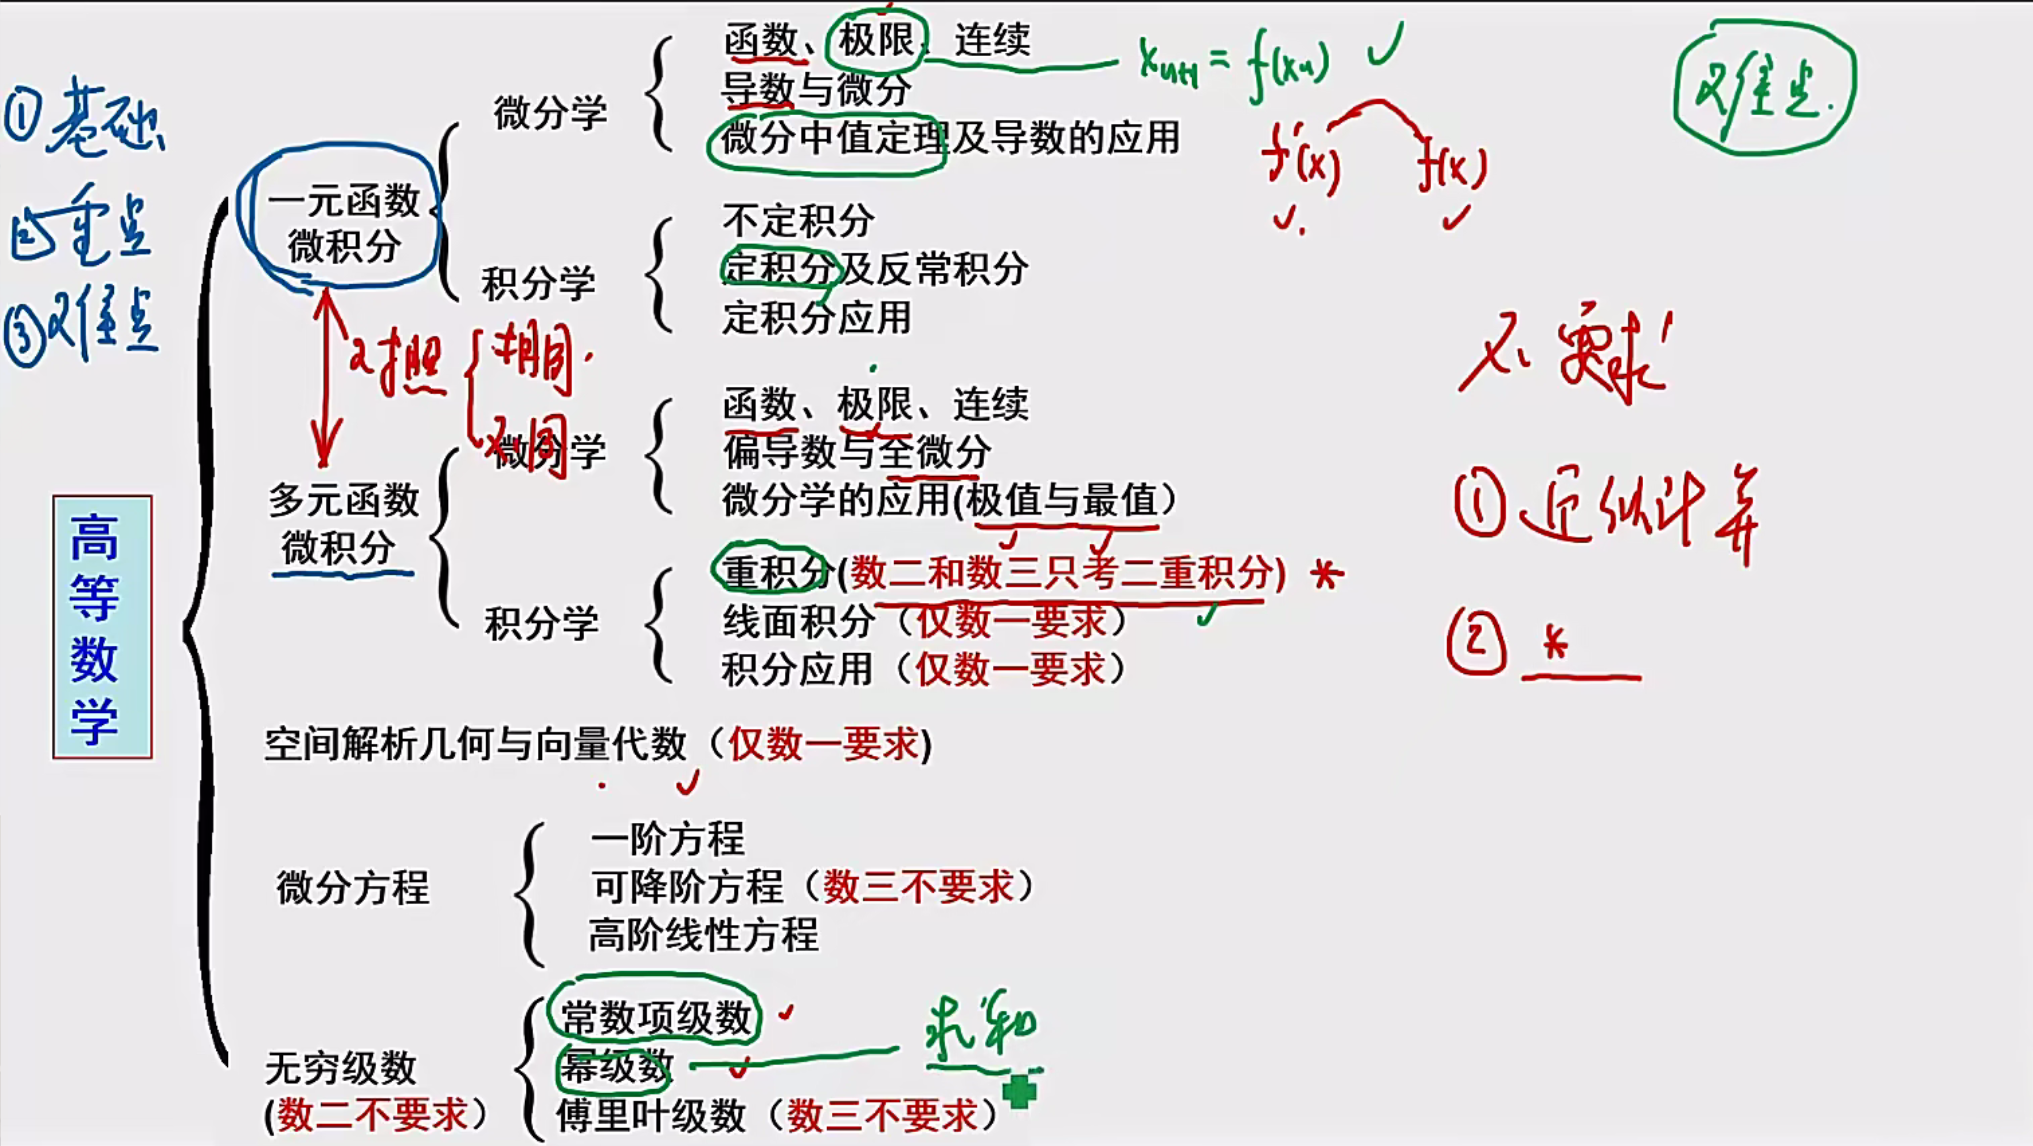 函数、极限、连续
x_{n+1} = f(x_n) ✓
难点.
① 基础
微分学
导数与微分
微分中值定理及导数的应用
f'(x) f(x)
② 重点
一元函数
微积分
不定积分
积分学
定积分及反常积分
定积分应用
③ 难点
对照 { 相同.
不同
不要求
函数、极限、连续
微分学
偏导数与全微分
多元函数
微积分
微分学的应用(极值与最值）
① 近似计算
重积分(数二和数三只考二重积分) *
积分学
线面积分（仅数一要求）
积分应用（仅数一要求）
② *
高等数学
空间解析几何与向量代数（仅数一要求)
一阶方程
微分方程
可降阶方程（数三不要求）
高阶线性方程
常数项级数
求和
无穷级数
(数二不要求）
幂级数
傅里叶级数（数三不要求）